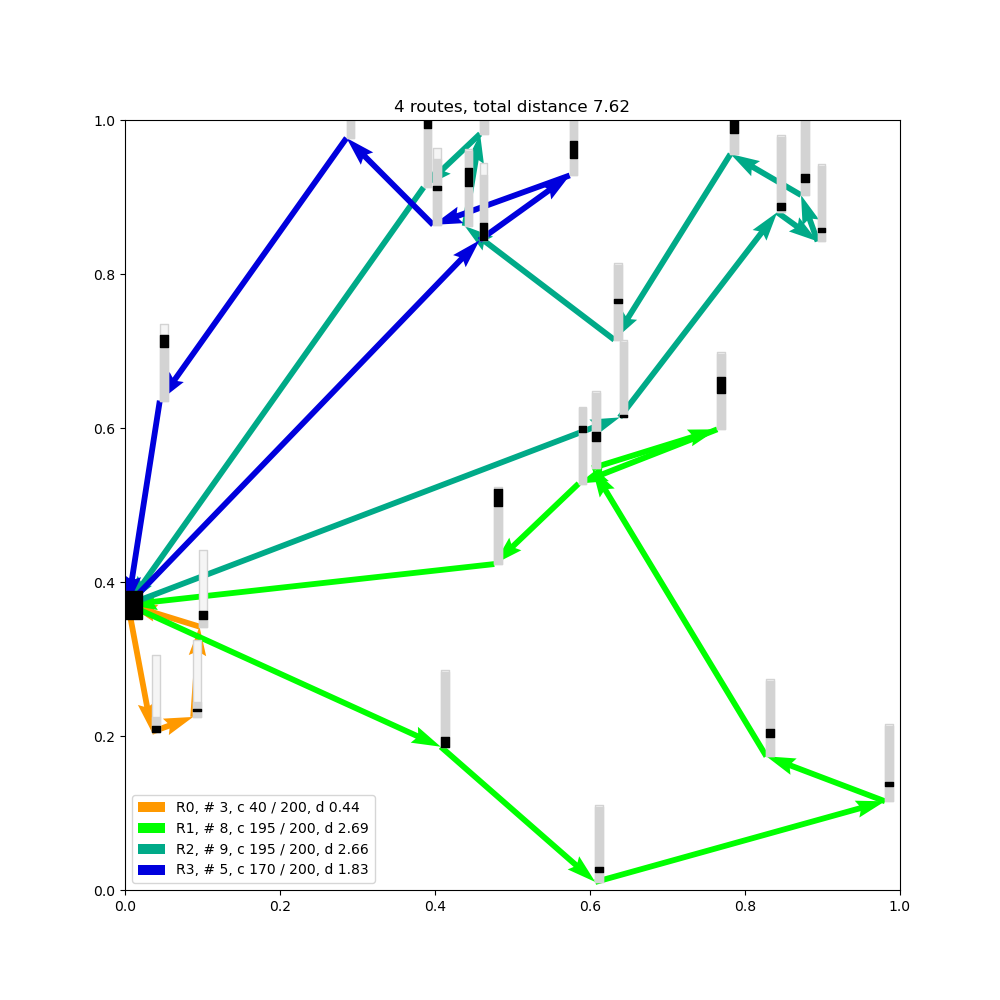 4 routes, total distance 7.62
1.0
0.8
0.6
0.4
0.2
0.0
R0, # 3, c 40 / 200, d 0.44
R1, # 8, c 195 / 200, d 2.69
R2, # 9, c 195 / 200, d 2.66
R3, # 5, c 170 / 200, d 1.83
0.0 0.2 0.4 0.6 0.8 1.0